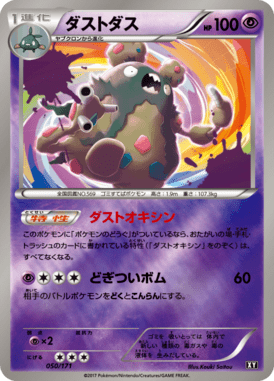 1進化
ダストダス
HP100
ヤブクロンから進化
全国図鑑NO.569 ゴミすてばポケモン 高さ:1.9m 重さ:107.3kg
特性 ダストオキシン
このポケモンに「ポケモンのどうぐ」がついているなら、おたがいの場・手札・
トラッシュのカードに書かれている特性(「ダストオキシン」をのぞく)は、す
べてなくなる。
どぎついボム 60
相手のバトルポケモンをどくとこんらんにする。
×2
にげる
050/171
XY
Illus. Kouki Saitou
©2017 Pokémon/Nintendo/Creatures/GAME FREAK.